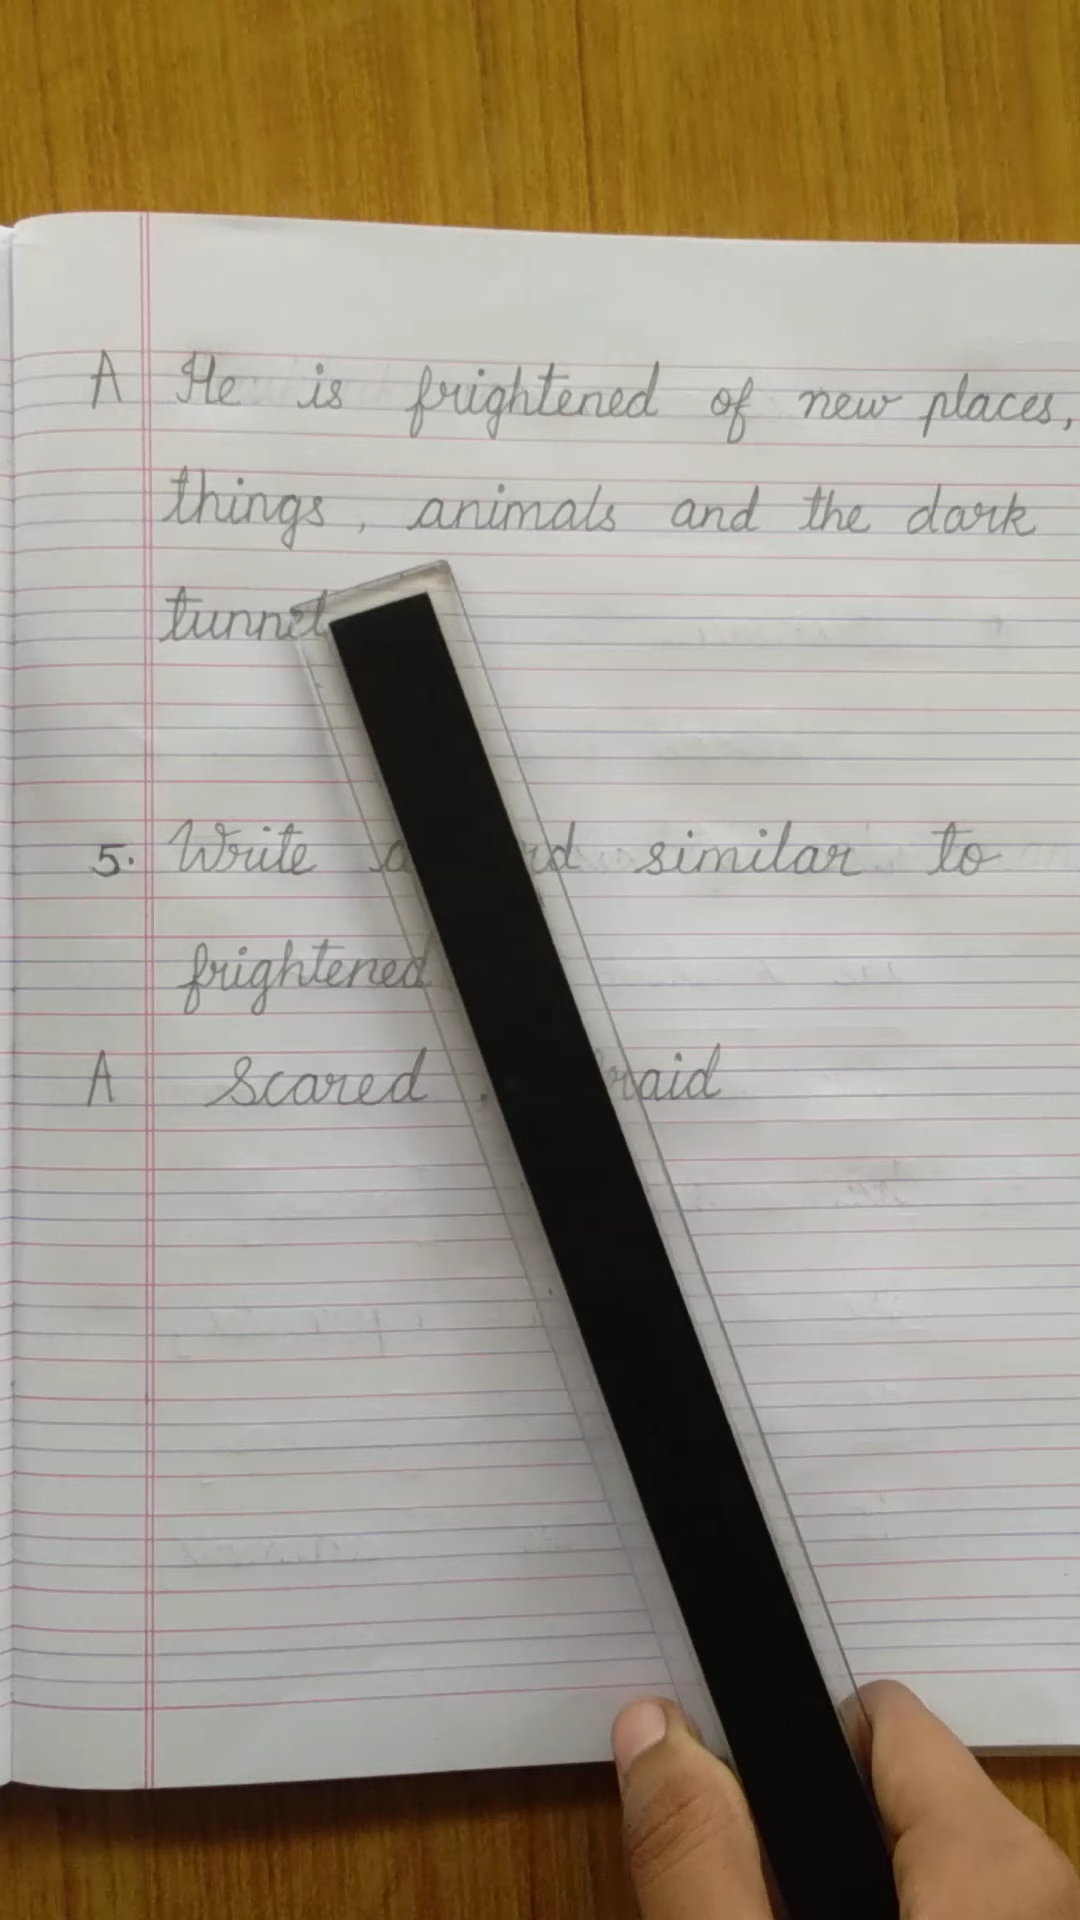 A He is frightened of new places,
things, animals and the dark
tunnel
5. Write a similar to
frightened
A scared ,